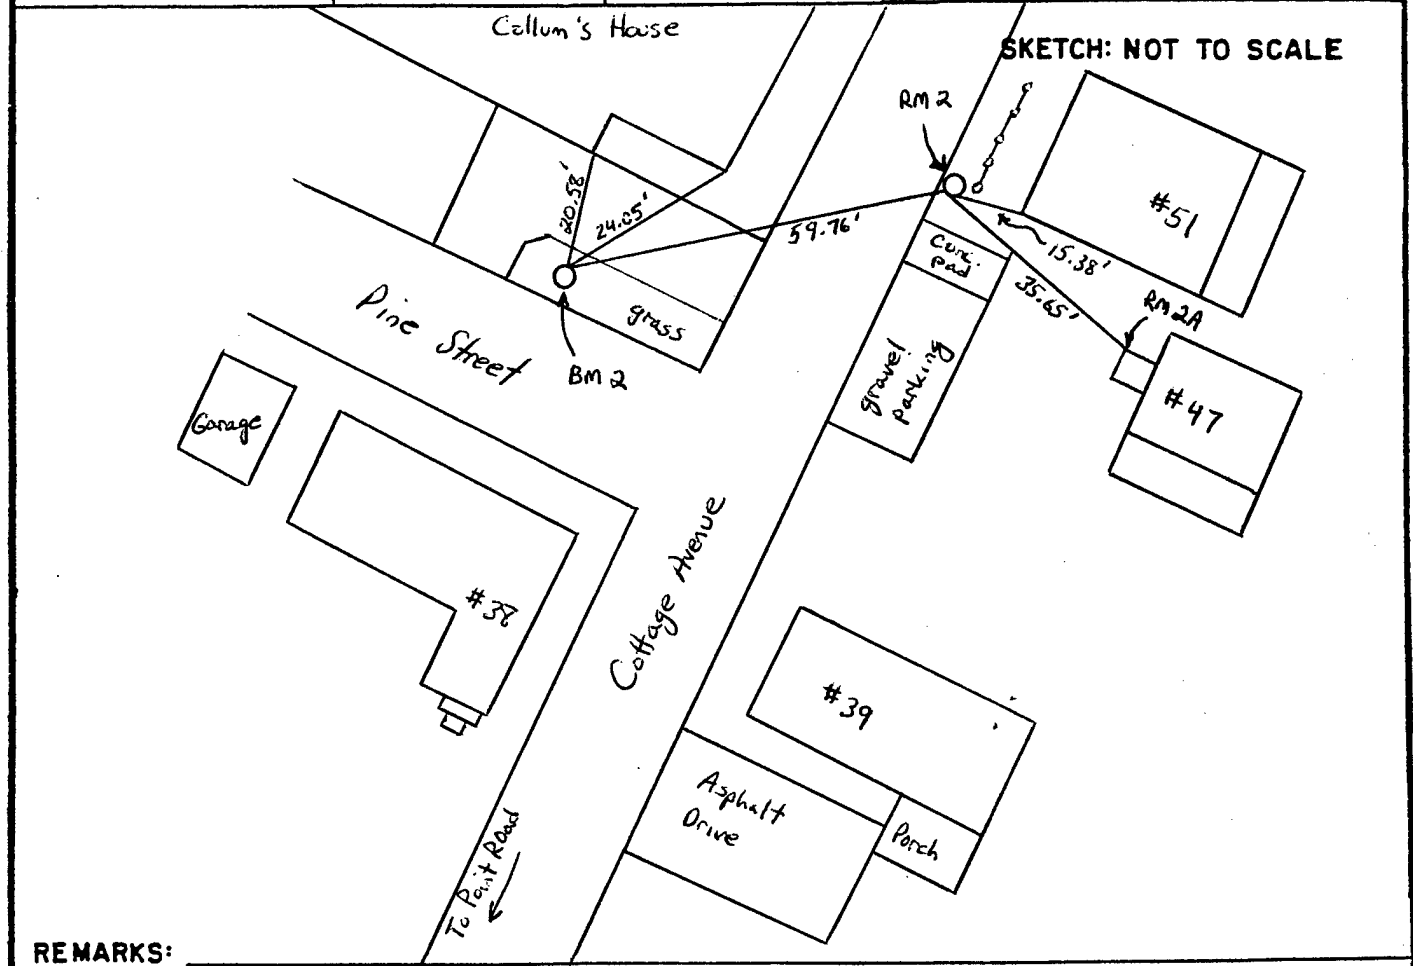 Callum's House
SKETCH: NOT TO SCALE
RM 2
#51
20.58'
24.05'
59.76'
Conc.
pad
15.38'
35.65'
RM 2A
Pine Street
grass
BM 2
gravel
parking
#47
Garage
#38
Cottage Avenue
#39
Asphalt
Drive
Porch
To Point Road
REMARKS: